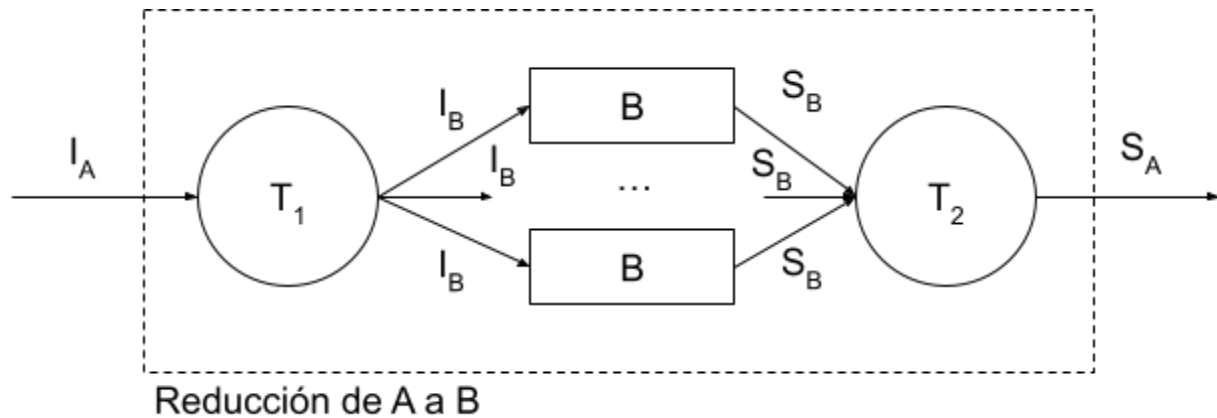 I_A
T_1
I_B
I_B
I_B
B
...
B
S_B
S_B
S_B
T_2
S_A
Reducción de A a B